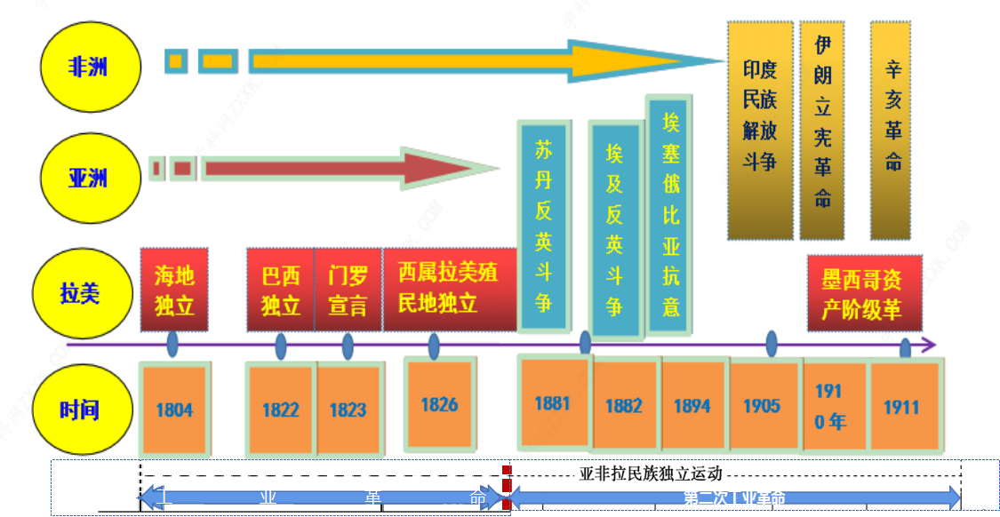 非洲
印度
民族
解放
斗争
伊朗立宪革命
辛亥革命
亚洲
苏丹反英斗争
埃及反英斗争
埃塞俄比亚抗意
拉美
海地
独立
巴西
独立
门罗
宣言
西属拉美殖
民地独立
墨西哥资
产阶级革
时间
1804
1822
1823
1826
1881
1882
1894
1905
191
0年
1911
亚非拉民族独立运动
工业革命
第二次工业革命